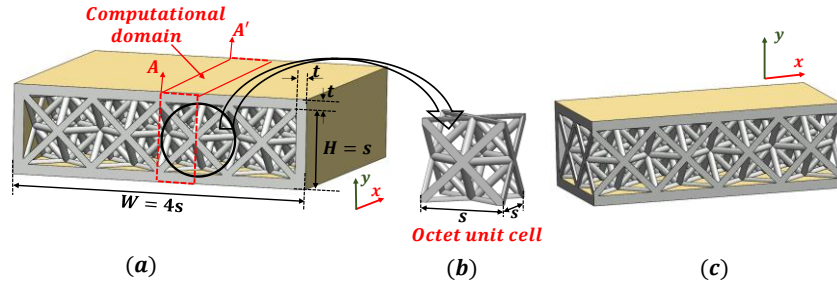 Computational
domain
A'
A
t
t
H = s
y
x
W = 4s
s
s
Octet unit cell
y
x
(a)
(b)
(c)